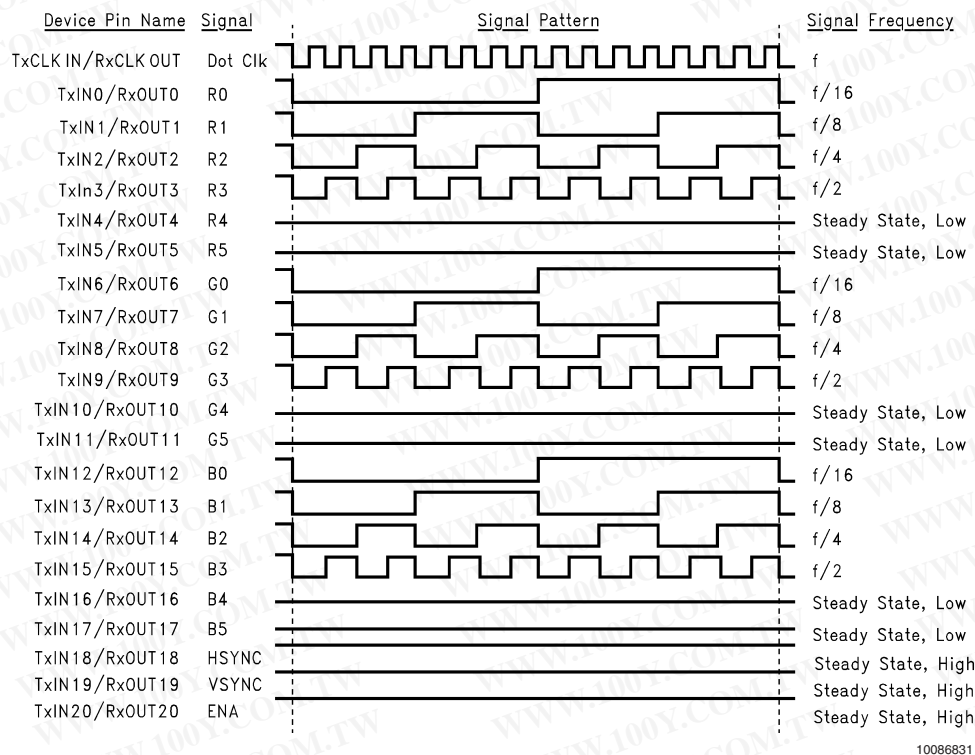 Device Pin Name Signal Signal Pattern Signal Frequency
TxCLK IN/RxCLK OUT Dot Clk f
TxIN0/RxOUT0 R0 f/16
TxIN1/RxOUT1 R1 f/8
TxIN2/RxOUT2 R2 f/4
TxIn3/RxOUT3 R3 f/2
TxIN4/RxOUT4 R4 Steady State, Low
TxIN5/RxOUT5 R5 Steady State, Low
TxIN6/RxOUT6 G0 f/16
TxIN7/RxOUT7 G1 f/8
TxIN8/RxOUT8 G2 f/4
TxIN9/RxOUT9 G3 f/2
TxIN10/RxOUT10 G4 Steady State, Low
TxIN11/RxOUT11 G5 Steady State, Low
TxIN12/RxOUT12 B0 f/16
TxIN13/RxOUT13 B1 f/8
TxIN14/RxOUT14 B2 f/4
TxIN15/RxOUT15 B3 f/2
TxIN16/RxOUT16 B4 Steady State, Low
TxIN17/RxOUT17 B5 Steady State, Low
TxIN18/RxOUT18 HSYNC Steady State, High
TxIN19/RxOUT19 VSYNC Steady State, High
TxIN20/RxOUT20 ENA Steady State, High
10086831
WWW.100Y.COM.TW